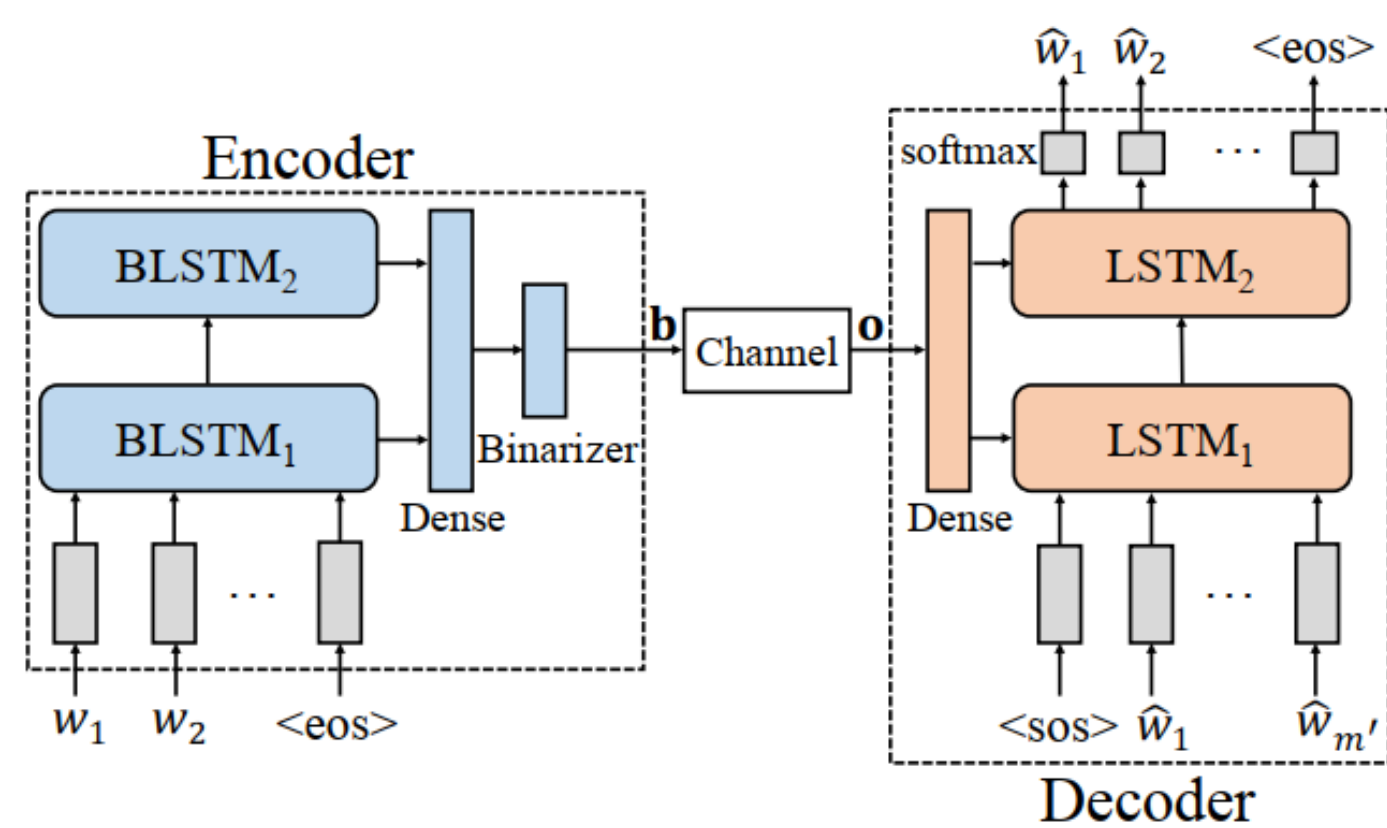 Encoder
BLSTM₂
BLSTM₁
Dense
Binarizer
...
w₁ w₂ <eos>
b
Channel
o
ŵ₁ ŵ₂ <eos>
softmax ...
LSTM₂
LSTM₁
Dense
...
<sos> ŵ₁ ŵₘ′
Decoder